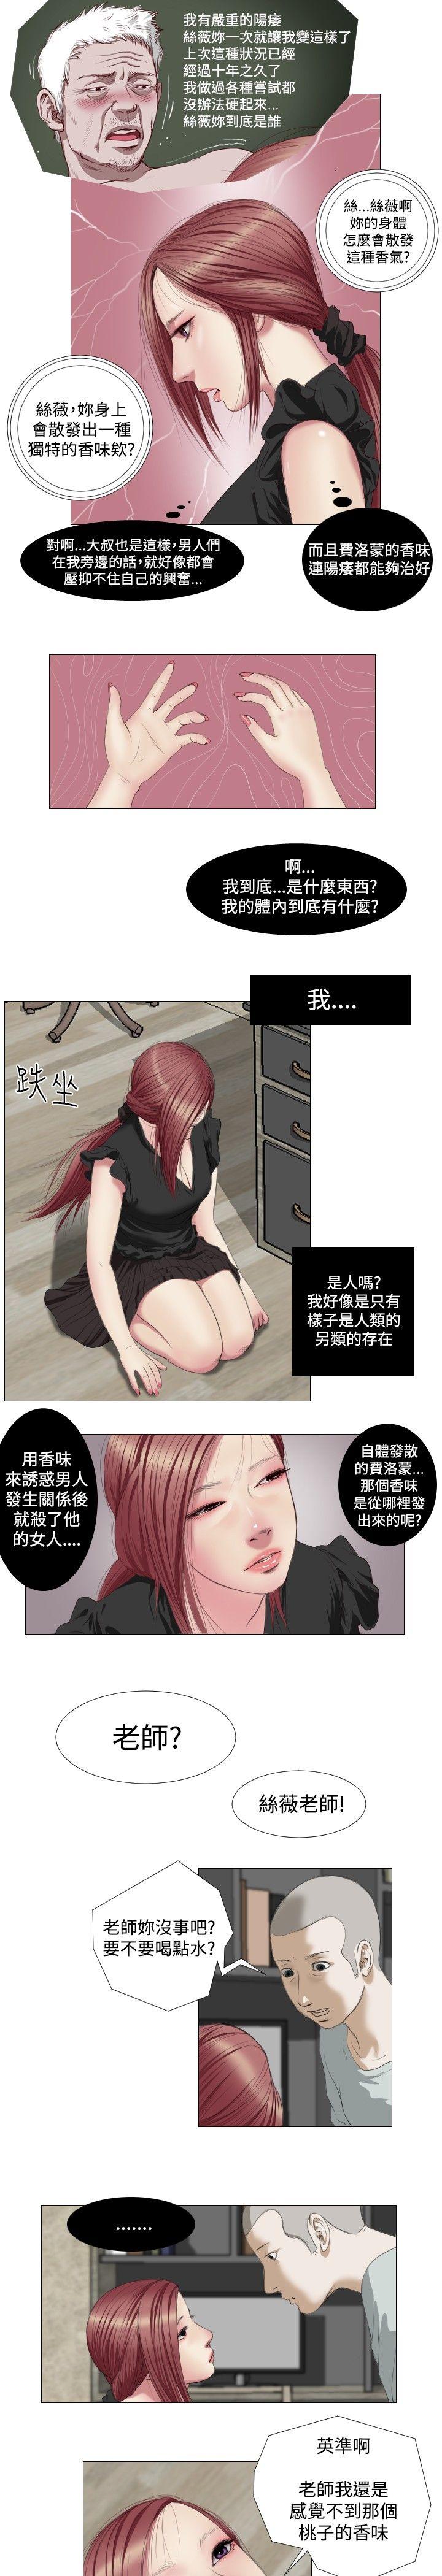 我有嚴重的陽痿
絲薇妳一次就讓我變這樣了
上次這種狀況已經
經過十年之久了
我做過各種嘗試都
沒辦法硬起來...
絲薇妳到底是誰
絲...絲薇啊
妳的身體
怎麼會散發
這種香氣?
絲薇，妳身上
會散發出一種
獨特的香味欸?
對啊...大叔也是這樣，男人們
在我旁邊的話，就好像都會
壓抑不住自己的興奮...
而且費洛蒙的香味
連陽痿都能夠治好
啊...
我到底...是什麼東西?
我的體內到底有什麼?
我....
跌坐
是人嗎?
我好像是只有
樣子是人類的
另類的存在
用香味
來誘惑男人
發生關係後
就殺了他
的女人....
自體發散
的費洛蒙...
那個香味
是從哪裡發
出來的呢?
老師?
絲薇老師!
老師妳沒事吧?
要不要喝點水?
.......
英準啊
老師我還是
感覺不到那個
桃子的香味